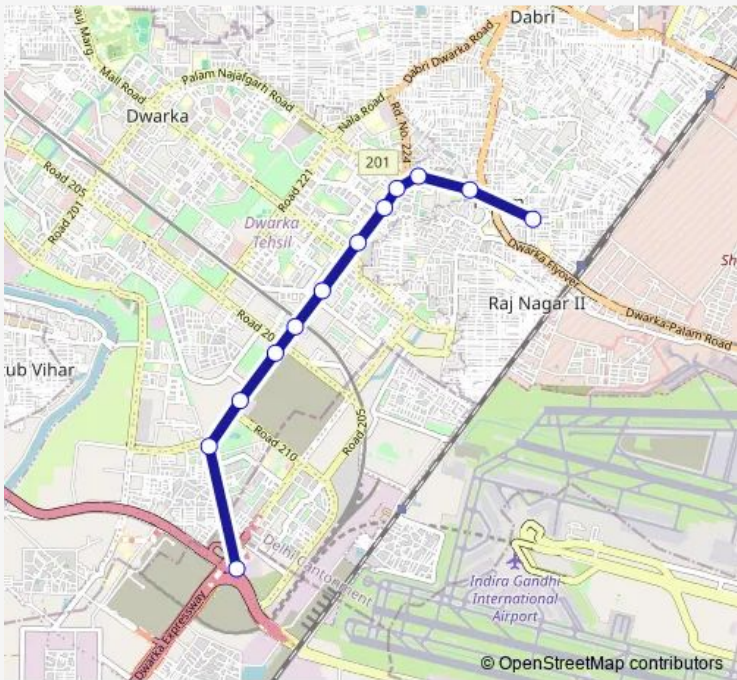 Dabri
Mall Road
Palam Najafgarh Road
Dabri Dwarka Road
Nala Road
Rd. No. 224
Dwarka
201
Road 205
Road 221
Road 201
Dwarka
Tehsil
Dwarka Flyover
Raj Nagar II
Dwarka-Palam Road
Road 20
ub Vihar
Road 210
Road 205
Delhi Cantonment
Indira Gandhi
International
Airport
Dwarka Expressway
© OpenStreetMap contributors